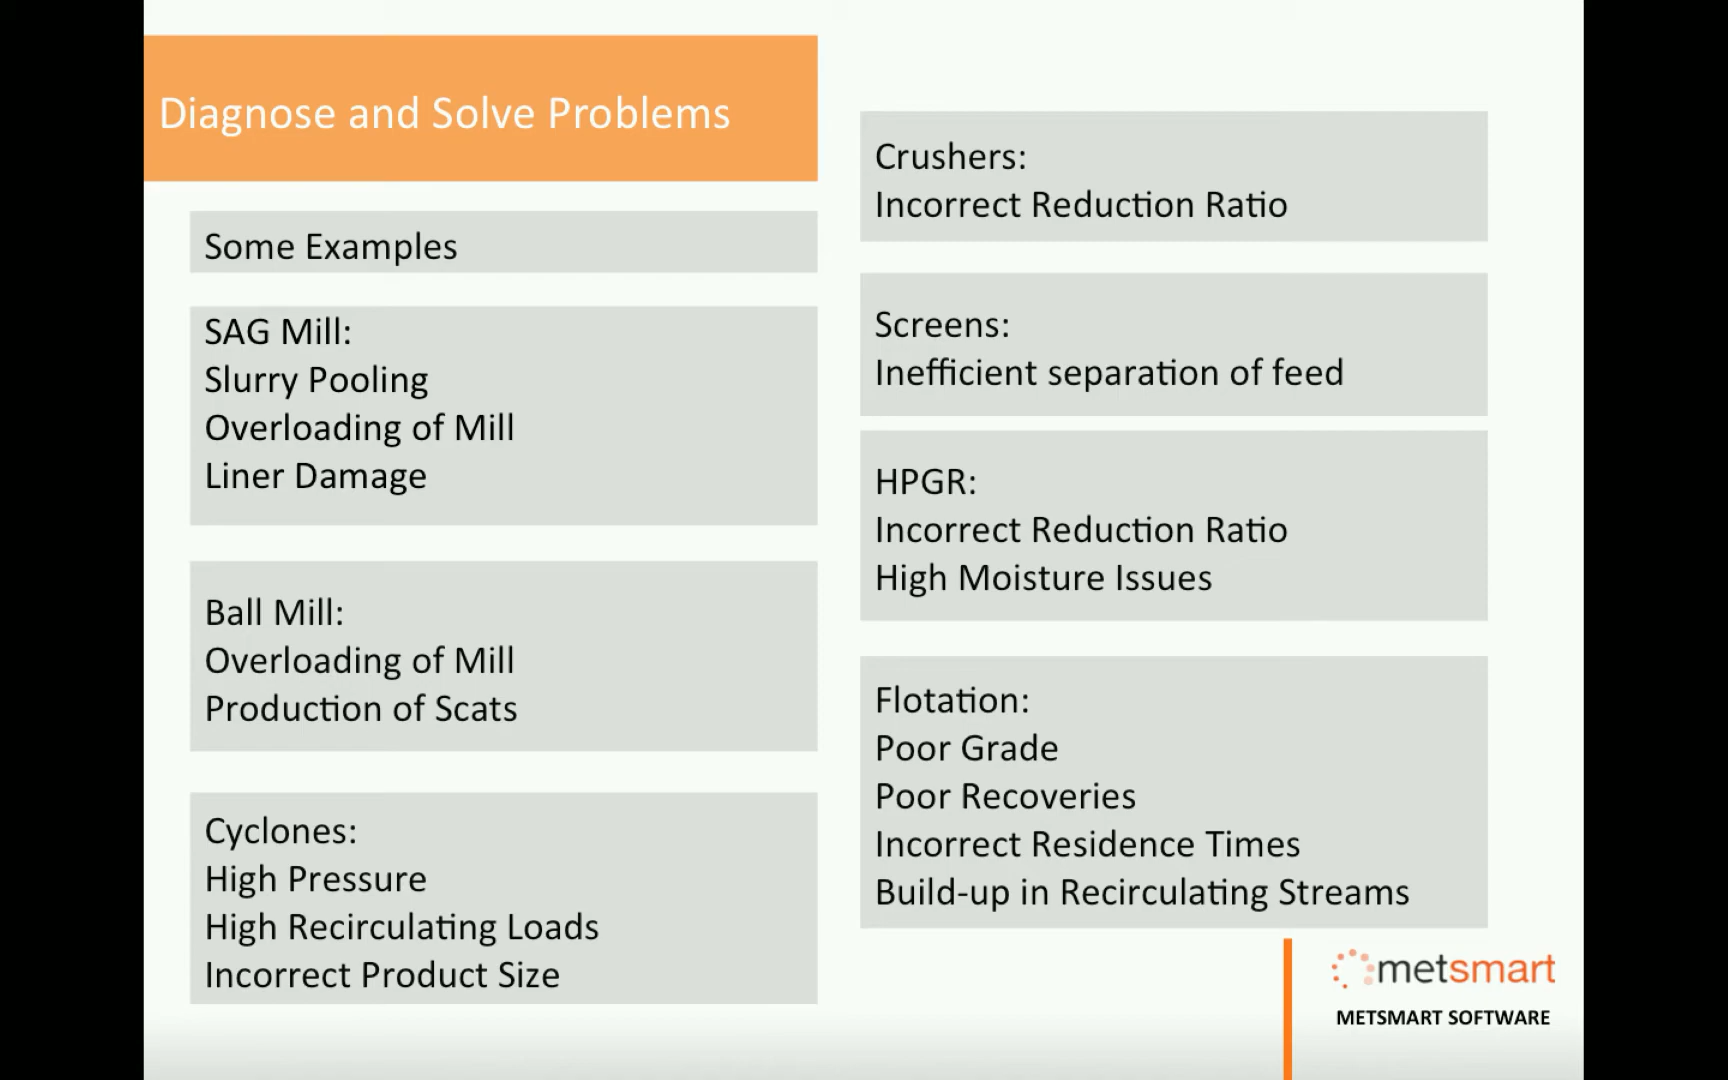 Diagnose and Solve Problems
Some Examples
SAG Mill:
Slurry Pooling
Overloading of Mill
Liner Damage
Ball Mill:
Overloading of Mill
Production of Scats
Cyclones:
High Pressure
High Recirculating Loads
Incorrect Product Size
Crushers:
Incorrect Reduction Ratio
Screens:
Inefficient separation of feed
HPGR:
Incorrect Reduction Ratio
High Moisture Issues
Flotation:
Poor Grade
Poor Recoveries
Incorrect Residence Times
Build-up in Recirculating Streams
metsmart
METSMART SOFTWARE